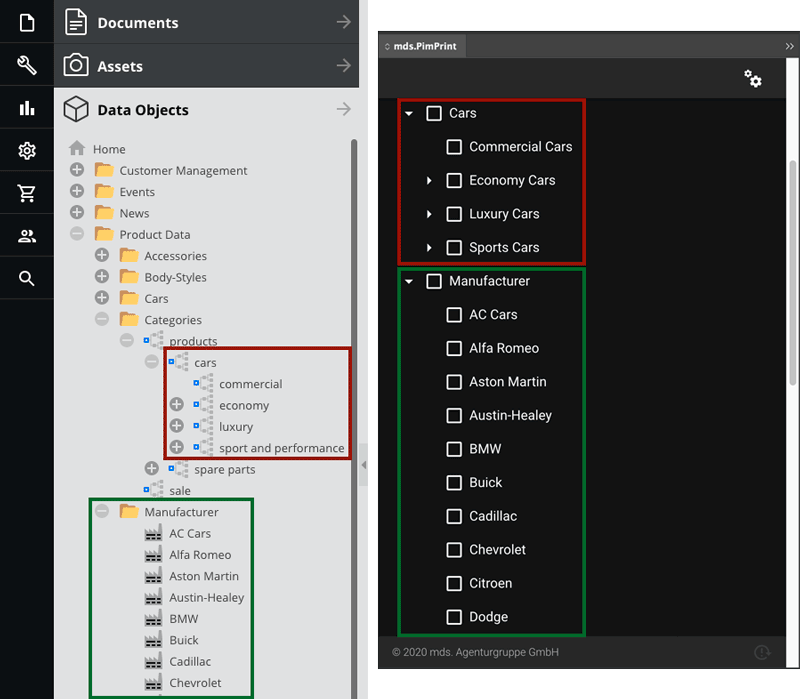 Documents
Assets
Data Objects
Home
Customer Management
Events
News
Product Data
Accessories
Body-Styles
Cars
Categories
products
cars
commercial
economy
luxury
sport and performance
spare parts
sale
Manufacturer
AC Cars
Alfa Romeo
Aston Martin
Austin-Healey
BMW
Buick
Cadillac
Chevrolet
mds.PimPrint
Cars
Commercial Cars
Economy Cars
Luxury Cars
Sports Cars
Manufacturer
AC Cars
Alfa Romeo
Aston Martin
Austin-Healey
BMW
Buick
Cadillac
Chevrolet
Citroen
Dodge
© 2020 mds. Agenturgruppe GmbH